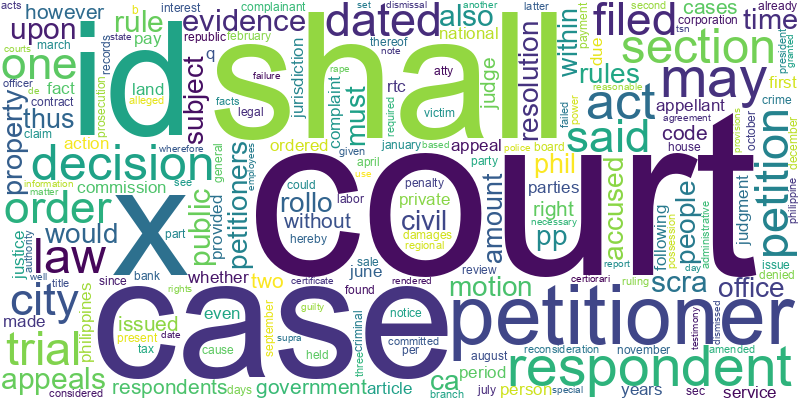 however
upon
rule
b
pay
interest
complainant
evidence
republic
february
q
acts
id
shall
dated
thereof
also
national
judge
filed
within
due
rules
may
time
set
dismissal
note
another
latter
cases
corporation
tsn
already
march
courts
one
de
fact
officer
records
state
contract
thus
land
claim
prosecution
alleged
failure
facts
subject
jurisdiction
rape
legal
rtc
complaint
must
atty
victim
required
resolution
section
act
said
failed
power
payment
second
reasonable
president
granted
first
crime
appellant
code
house
october
provisions
philippine
december
property
action
decision
wherefore
ordered
given
april
january
based
appeal
party
police
board
phil
agreement
information
matter
order
commission
see
petitioners
general
employees
provided
could
rollo
hereby
penalty
labor
without
civil
private
damages
regional
right
use
parties
necessary
accused
amount
pp
people
following
possession
administrative
judgment
petition
law
would
part
public
justice
authority
x
court
city
well
title
since
bank
whether
sale
certificate
june
review
certiorari
motion
report
scra
day
ruling
office
issue
denied
made
philippines
rights
two
found
rendered
case
petitioner
trial
issued
present
tax
date
even
cause
september
guilty
supra
held
three
criminal
committed
per
notice
august
reconsideration
november
testimony
dismissed
amended
appeals
considered
respondents
days
government
article
branch
ca
period
july
person
special
years
sec
service
respondent